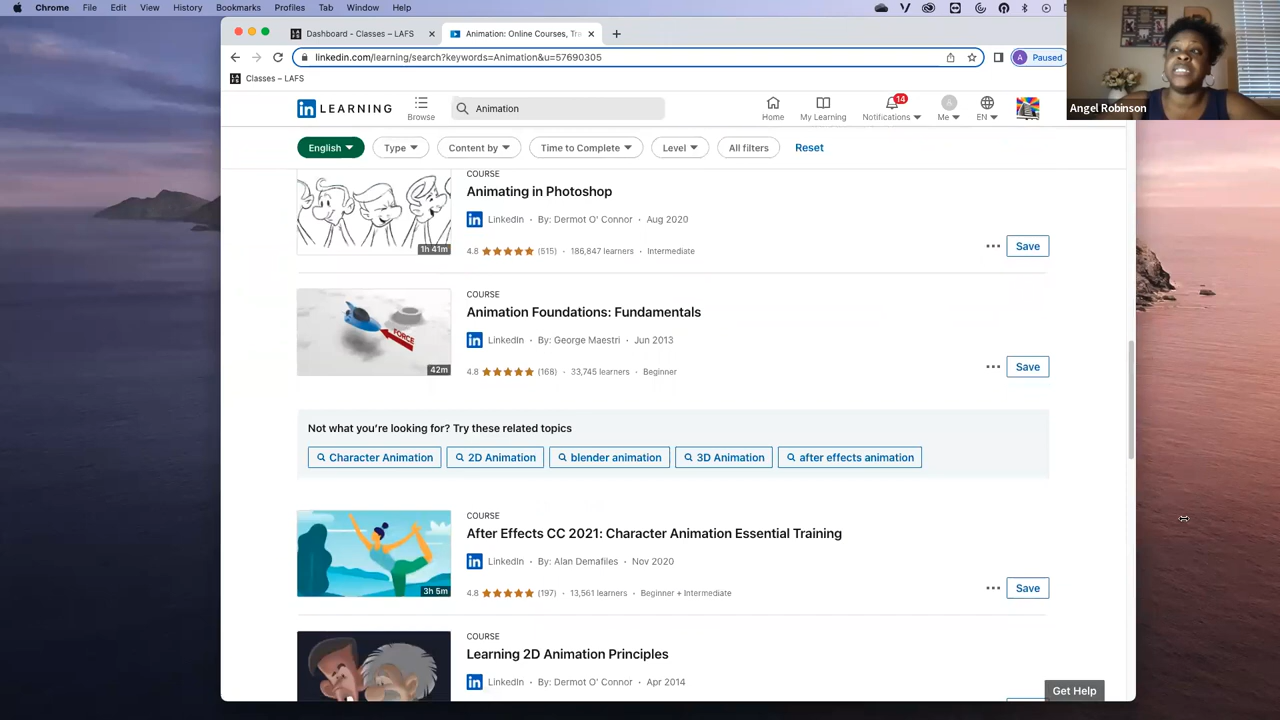 Chrome File Edit View History Bookmarks Profiles Tab Window Help
Dashboard - Classes – LAFS
Animation: Online Courses, Tra
linkedin.com/learning/search?keywords=Animation&u=57690305
A Paused
Classes – LAFS
Angel Robinson
in LEARNING
Browse
Animation
Home
My Learning
14
Notifications
Me
EN
English
Type
Content by
Time to Complete
Level
All filters
Reset
COURSE
Animating in Photoshop
in LinkedIn · By: Dermot O' Connor · Aug 2020
1h 41m
4.8 (515) · 186,847 learners · Intermediate
Save
COURSE
Animation Foundations: Fundamentals
FORCE
in LinkedIn · By: George Maestri · Jun 2013
42m
4.8 (168) · 33,745 learners · Beginner
Save
Not what you're looking for? Try these related topics
Character Animation
2D Animation
blender animation
3D Animation
after effects animation
COURSE
After Effects CC 2021: Character Animation Essential Training
in LinkedIn · By: Alan Demafiles · Nov 2020
3h 5m
4.8 (197) · 13,561 learners · Beginner + Intermediate
Save
COURSE
Learning 2D Animation Principles
in LinkedIn · By: Dermot O' Connor · Apr 2014
Get Help